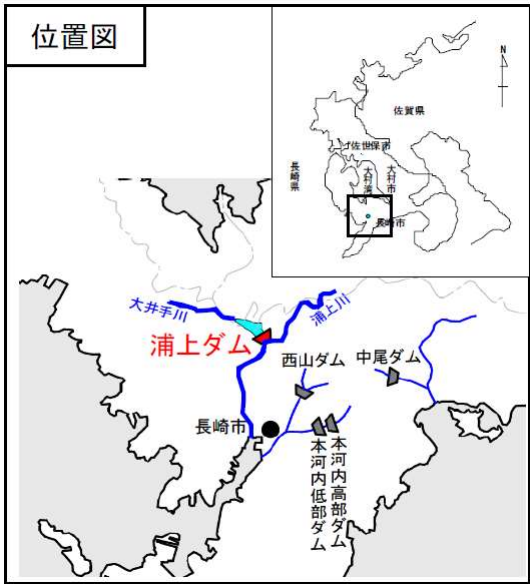 位置図
N
佐賀県
佐世保市
大村湾
大村市
長崎県
長崎市
大井手川
浦上川
浦上ダム
西山ダム
中尾ダム
長崎市
本河内低部ダム
本河内高部ダム